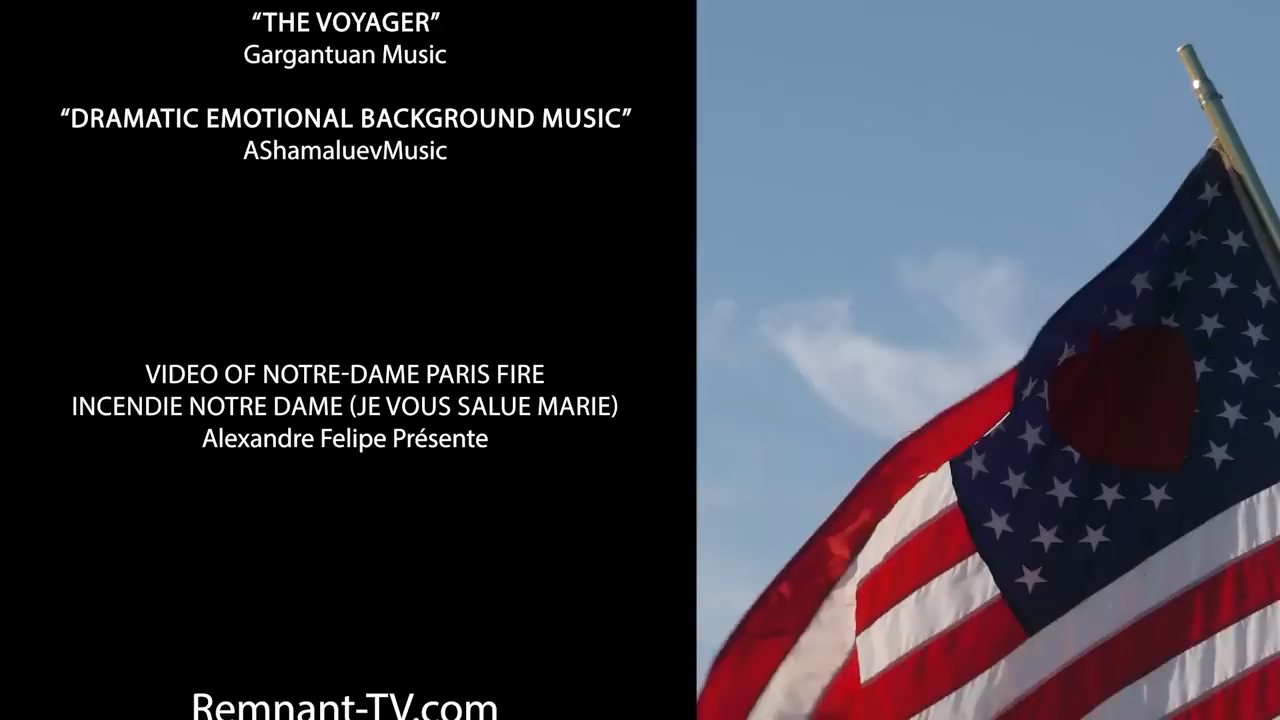 “THE VOYAGER”
Gargantuan Music
“DRAMATIC EMOTIONAL BACKGROUND MUSIC”
AShamaluevMusic
VIDEO OF NOTRE-DAME PARIS FIRE
INCENDIE NOTRE DAME (JE VOUS SALUE MARIE)
Alexandre Felipe Présente
Remnant-TV.com